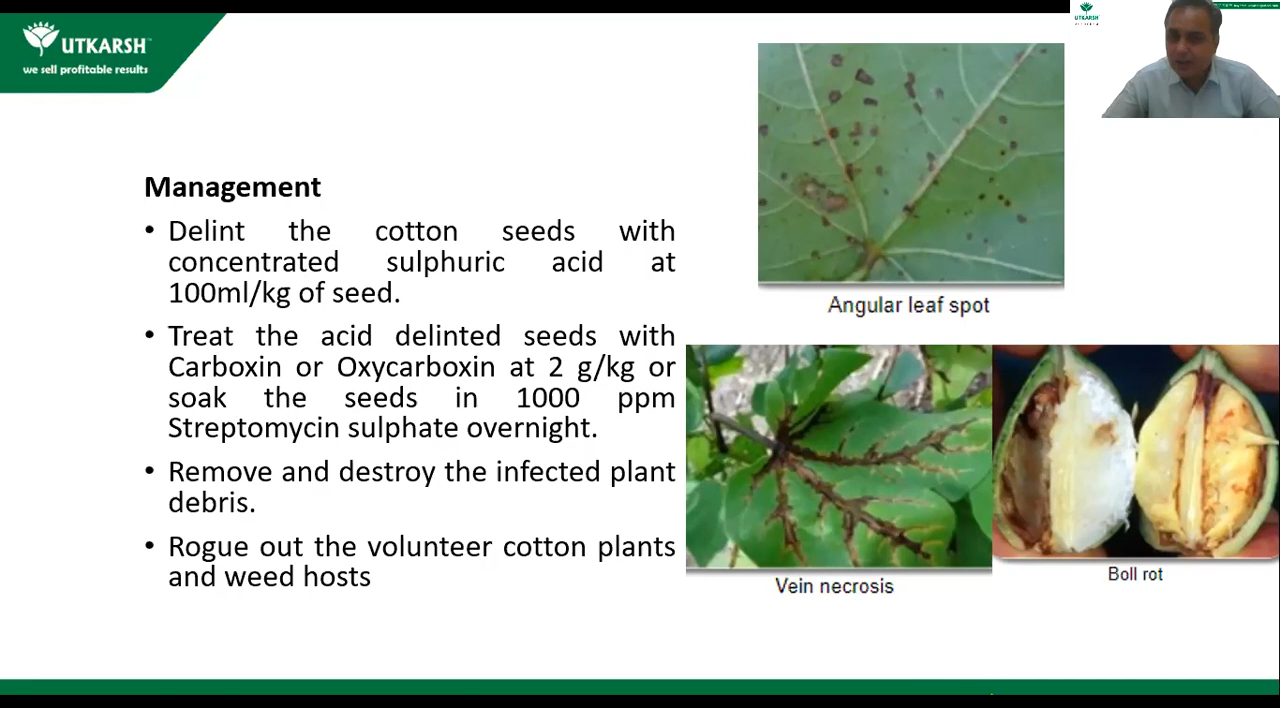 UTKARSH
we sell profitable results
UTKARSH
Management
• Delint the cotton seeds with
concentrated sulphuric acid at
100ml/kg of seed.
• Treat the acid delinted seeds with
Carboxin or Oxycarboxin at 2 g/kg or
soak the seeds in 1000 ppm
Streptomycin sulphate overnight.
• Remove and destroy the infected plant
debris.
• Rogue out the volunteer cotton plants
and weed hosts
Angular leaf spot
Vein necrosis
Boll rot